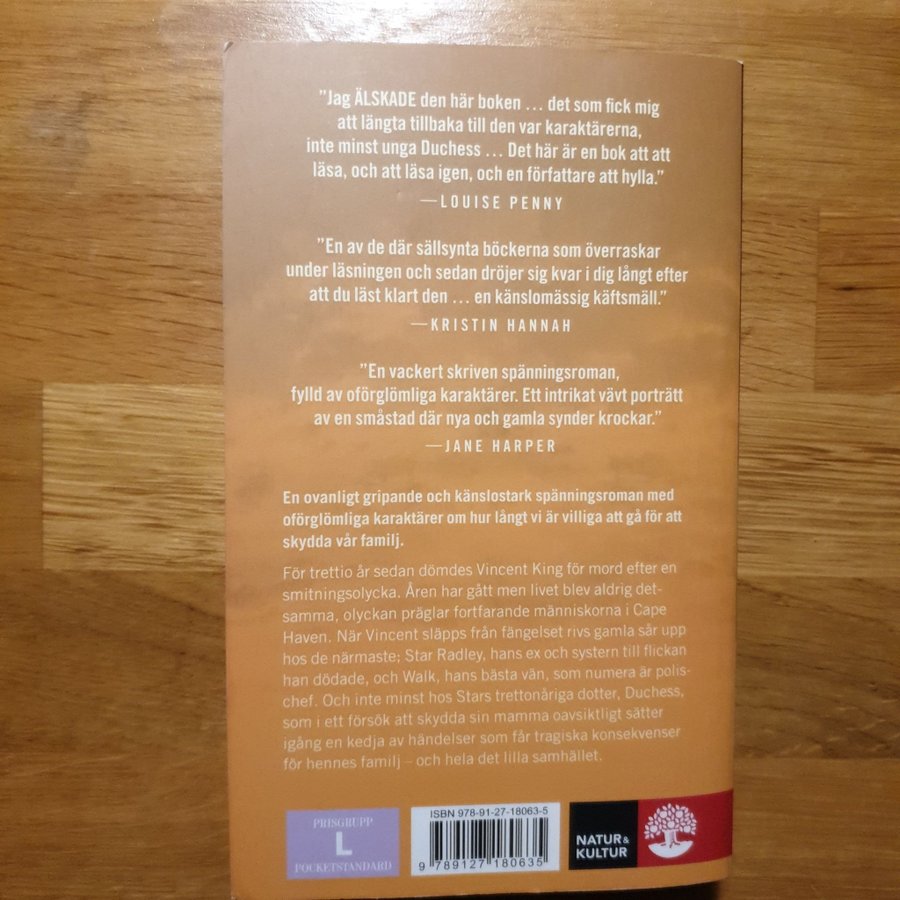 ”Jag ÄLSKADE den här boken ... det som fick mig
att längta tillbaka till den var karaktärerna,
inte minst unga Duchess ... Det här är en bok att att
läsa, och att läsa igen, och en författare att hylla.”
—LOUISE PENNY
”En av de där sällsynta böckerna som överraskar
under läsningen och sedan dröjer sig kvar i dig långt efter
att du läst klart den ... en känslomässig käftsmäll.”
—KRISTIN HANNAH
”En vackert skriven spänningsroman,
fylld av oförglömliga karaktärer. Ett intrikat vävt porträtt
av en småstad där nya och gamla synder krockar.”
—JANE HARPER
En ovanligt gripande och känslostark spänningsroman med
oförglömliga karaktärer om hur långt vi är villiga att gå för att
skydda vår familj.
För trettio år sedan dömdes Vincent King för mord efter en
smitningsolycka. Åren har gått men livet blev aldrig det-
samma, olyckan präglar fortfarande människorna i Cape
Haven. När Vincent släpps från fängelset rivs gamla sår upp
hos de närmaste; Star Radley, hans ex och systern till flickan
han dödade, och Walk, hans bästa vän, som numera är polis-
chef. Och inte minst hos Stars trettonåriga dotter, Duchess,
som i ett försök att skydda sin mamma oavsiktligt sätter
igång en kedja av händelser som får tragiska konsekvenser
för hennes familj – och hela det lilla samhället.
PRISGRUPP
L
POCKETSTANDARD
ISBN 978-91-27-18063-5
9 789127 180635
NATUR &
KULTUR